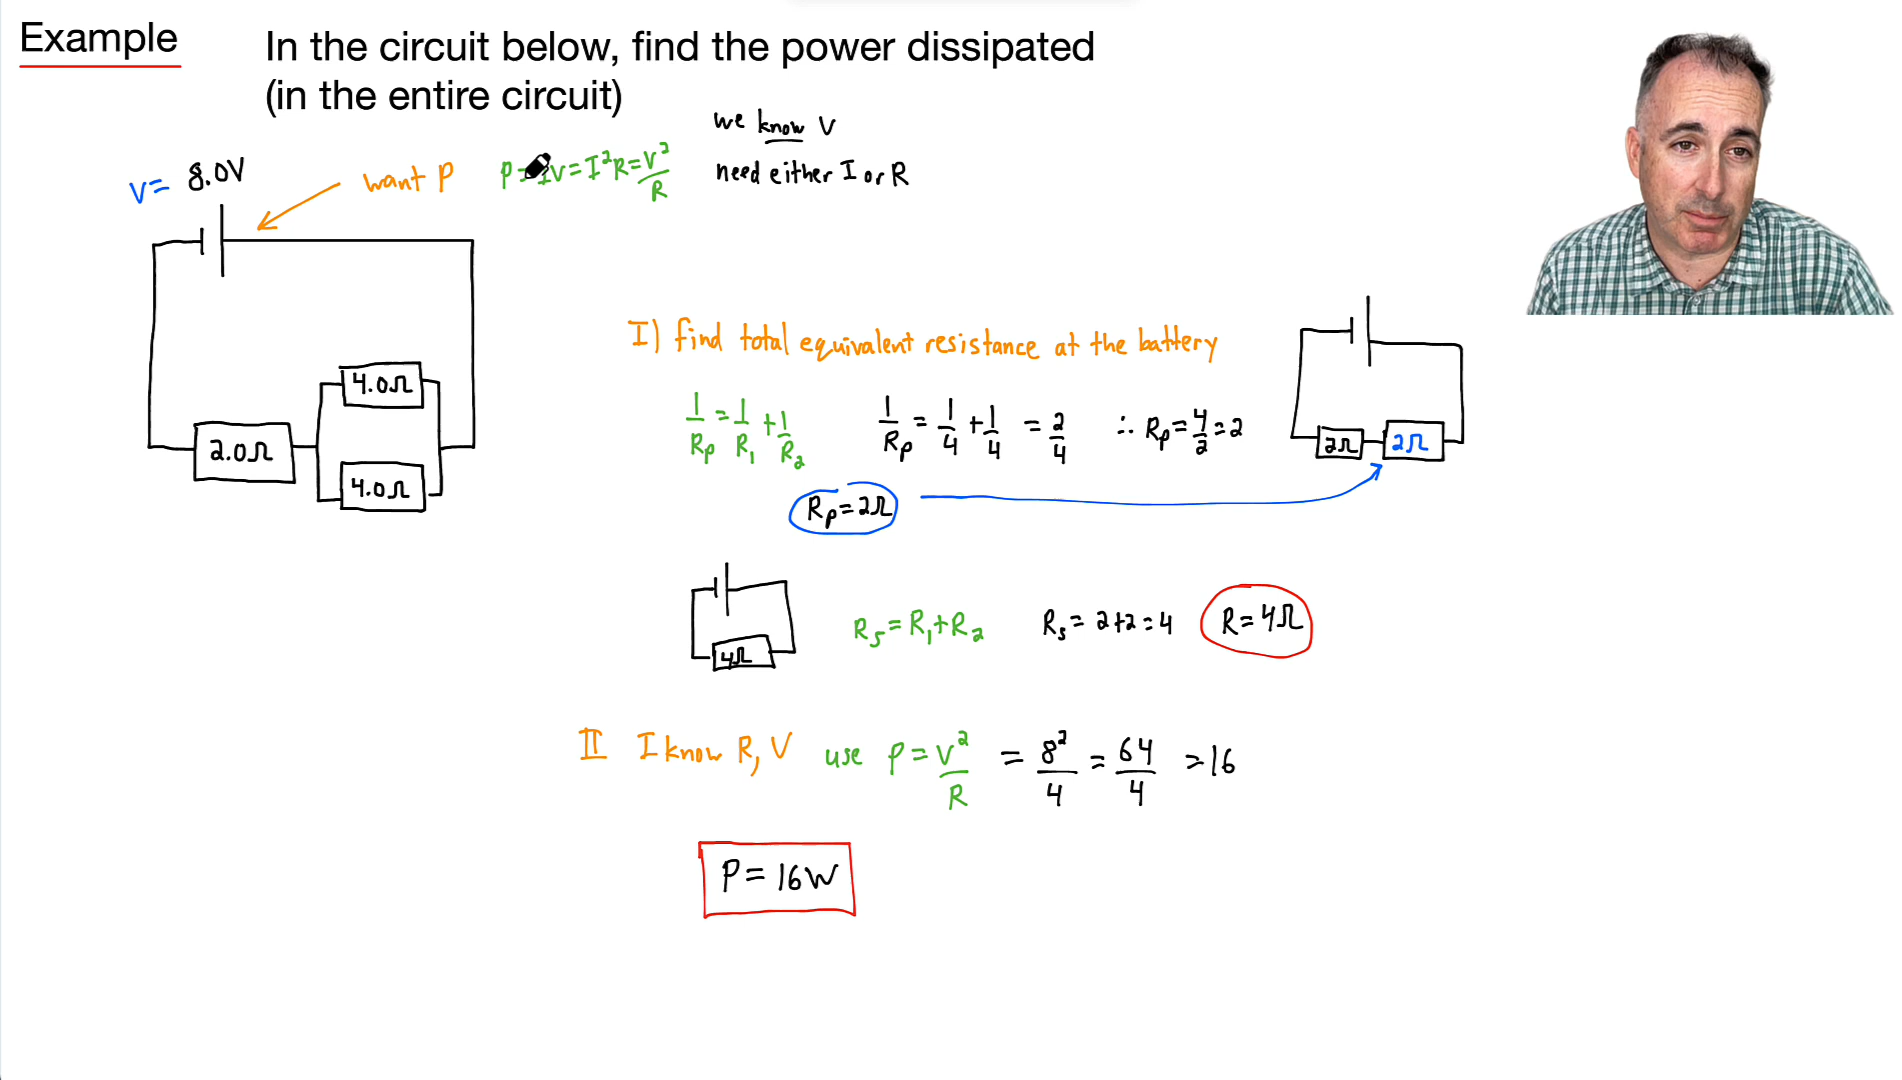 Example
In the circuit below, find the power dissipated
(in the entire circuit)
we know V
need either I or R
V= 8.0V
want P
P=IV=I²R=V²/R
4.0Ω
2.0Ω
4.0Ω
I) find total equivalent resistance at the battery
1/Rp = 1/R₁ + 1/R₂
1/Rp = 1/4 + 1/4 = 2/4 ∴ Rp = 4/2 = 2
2Ω 2Ω
Rp=2Ω
4Ω
Rs=R₁+R₂
Rs= 2+2=4
R=4Ω
II I know R, V use P=V²/R = 8²/4 = 64/4 = 16
P= 16W